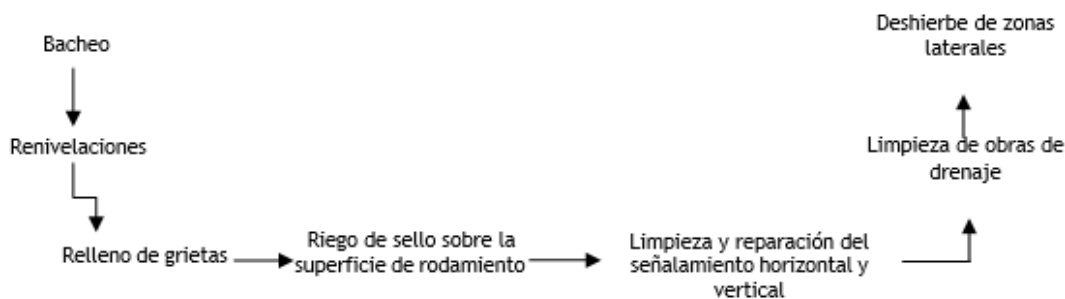 Bacheo
Renivelaciones
Relleno de grietas
Riego de sello sobre la
superficie de rodamiento
Limpieza y reparación del
señalamiento horizontal y
vertical
Limpieza de obras de
drenaje
Deshierbe de zonas
laterales